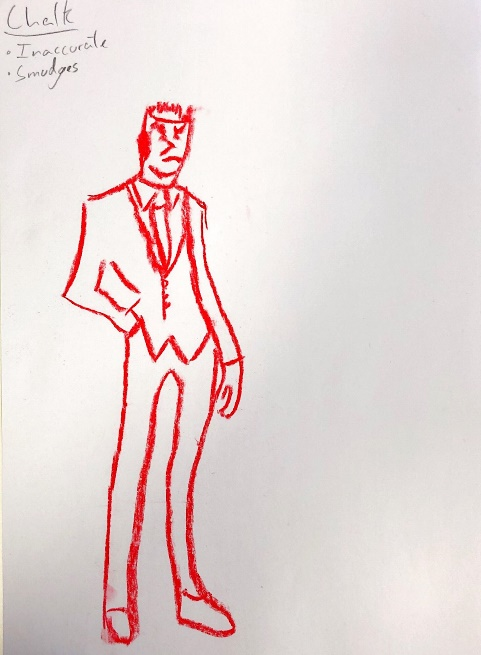 Chalk
• Inaccurate
• Smudges